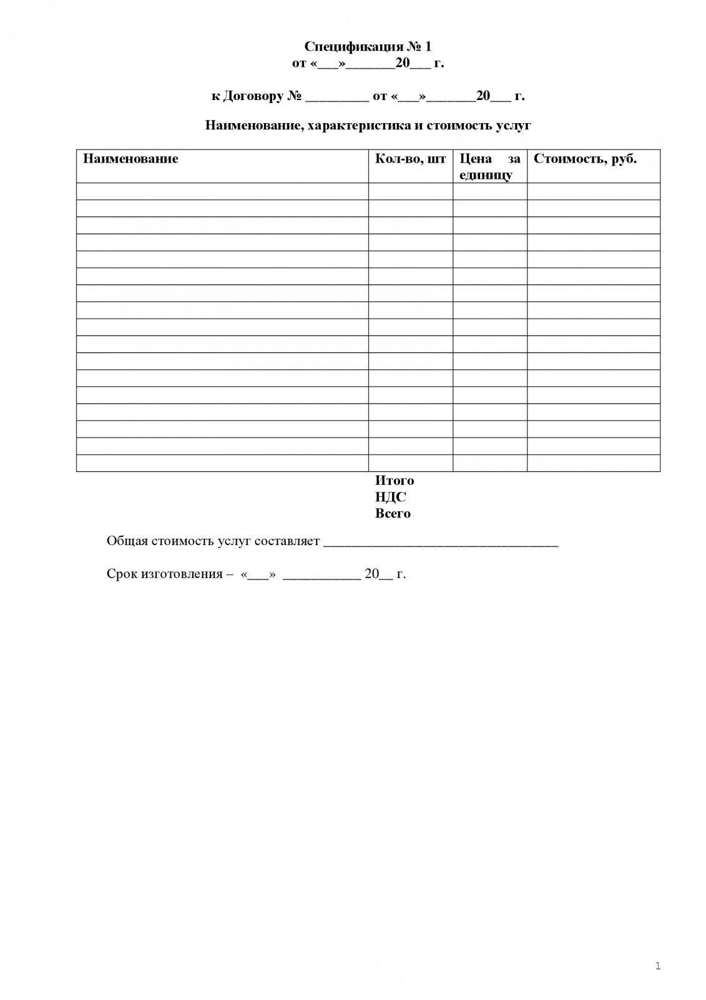 Спецификация № 1
от «___»_______20___ г.
к Договору № _________ от «___»_______20___ г.
Наименование, характеристика и стоимость услуг
Наименование Кол-во, шт Цена за единицу Стоимость, руб.
Итого
НДС
Всего
Общая стоимость услуг составляет _________________________________
Срок изготовления – «___» ___________ 20__ г.
1